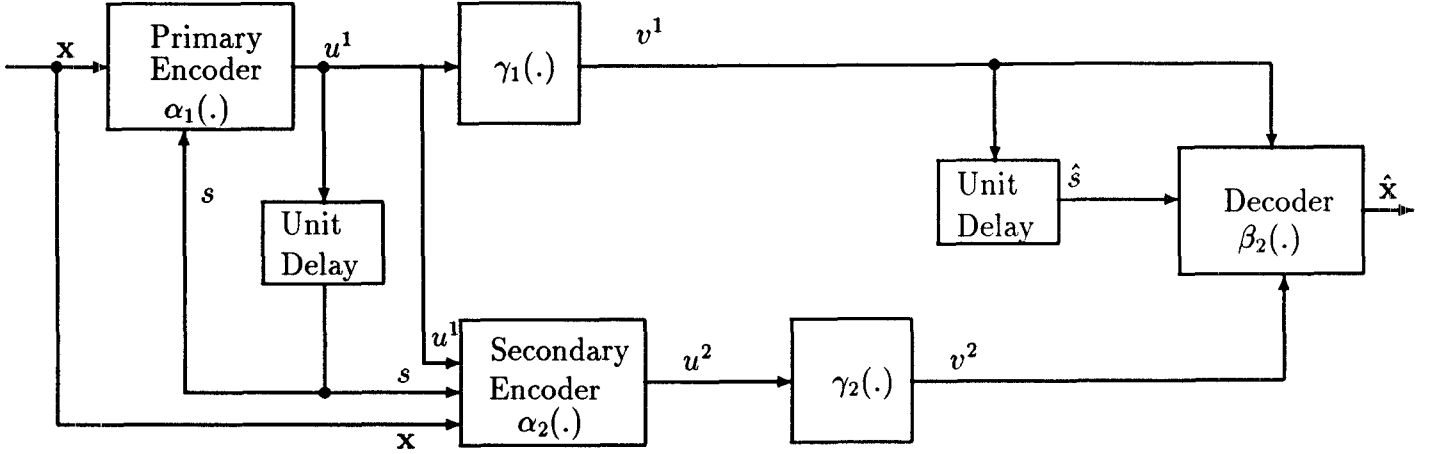 x
Primary
Encoder
α₁(.)
u¹
γ₁(.)
v¹
s
Unit
Delay
Unit
Delay
ŝ
Decoder
β₂(.)
x̂
u¹
s
x
Secondary
Encoder
α₂(.)
u²
γ₂(.)
v²